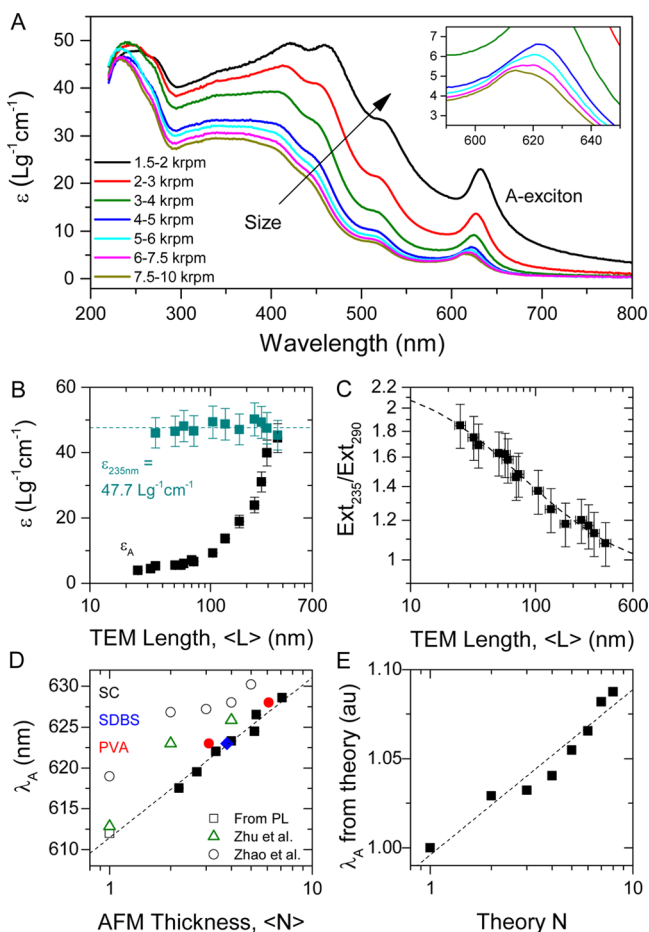 A
50
40
30
20
10
0
ε (Lg⁻¹cm⁻¹)
1.5-2 krpm
2-3 krpm
3-4 krpm
4-5 krpm
5-6 krpm
6-7.5 krpm
7.5-10 krpm
Size
A-exciton
7
6
5
4
3
600
620
640
200 300 400 500 600 700 800
Wavelength (nm)
B
60
40
20
0
ε (Lg⁻¹cm⁻¹)
ε235nm =
47.7 Lg⁻¹cm⁻¹
εA
10 100 700
TEM Length, <L> (nm)
C
2.2
2
1.8
1.6
1.4
1.2
1
Ext235/Ext290
10 100 600
TEM Length, <L> (nm)
D
630
625
620
615
610
λA (nm)
SC
SDBS
PVA
From PL
Zhu et al.
Zhao et al.
1 10
AFM Thickness, <N>
E
1.10
1.05
1.00
λA from theory (au)
1 10
Theory N